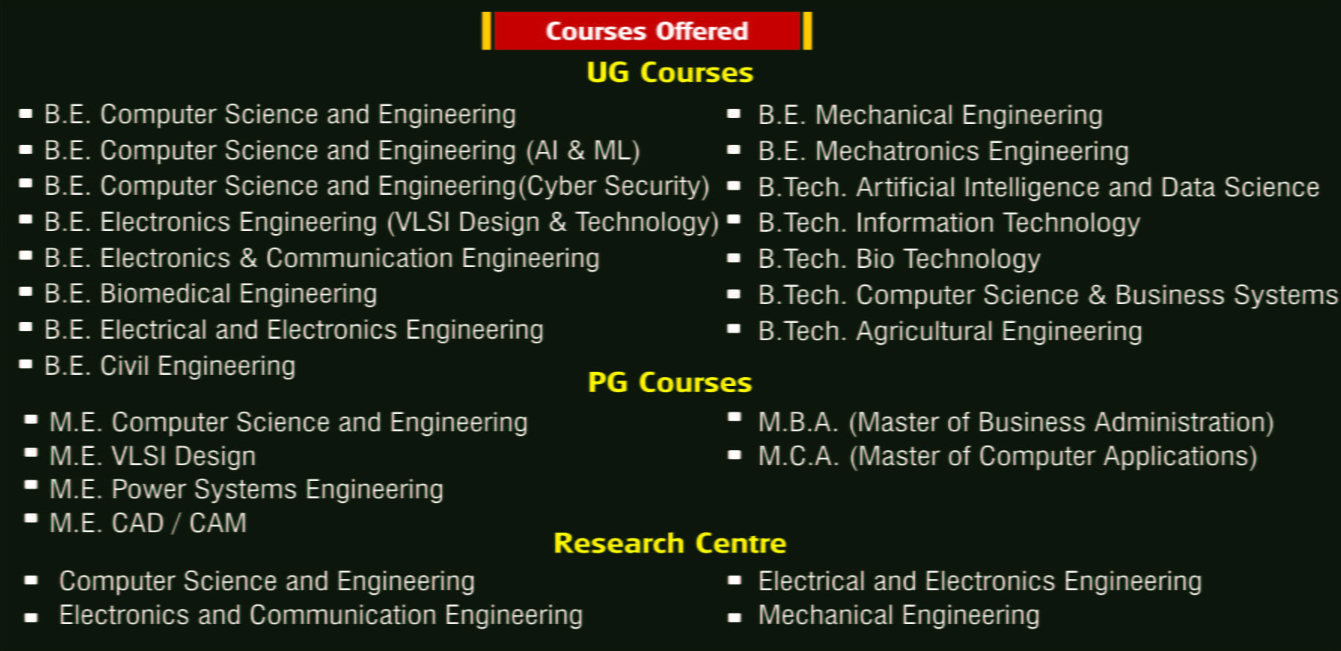 Courses Offered
UG Courses
B.E. Computer Science and Engineering
B.E. Computer Science and Engineering (AI & ML)
B.E. Computer Science and Engineering(Cyber Security)
B.E. Electronics Engineering (VLSI Design & Technology)
B.E. Electronics & Communication Engineering
B.E. Biomedical Engineering
B.E. Electrical and Electronics Engineering
B.E. Civil Engineering
B.E. Mechanical Engineering
B.E. Mechatronics Engineering
B.Tech. Artificial Intelligence and Data Science
B.Tech. Information Technology
B.Tech. Bio Technology
B.Tech. Computer Science & Business Systems
B.Tech. Agricultural Engineering
PG Courses
M.E. Computer Science and Engineering
M.E. VLSI Design
M.E. Power Systems Engineering
M.E. CAD / CAM
M.B.A. (Master of Business Administration)
M.C.A. (Master of Computer Applications)
Research Centre
Computer Science and Engineering
Electronics and Communication Engineering
Electrical and Electronics Engineering
Mechanical Engineering